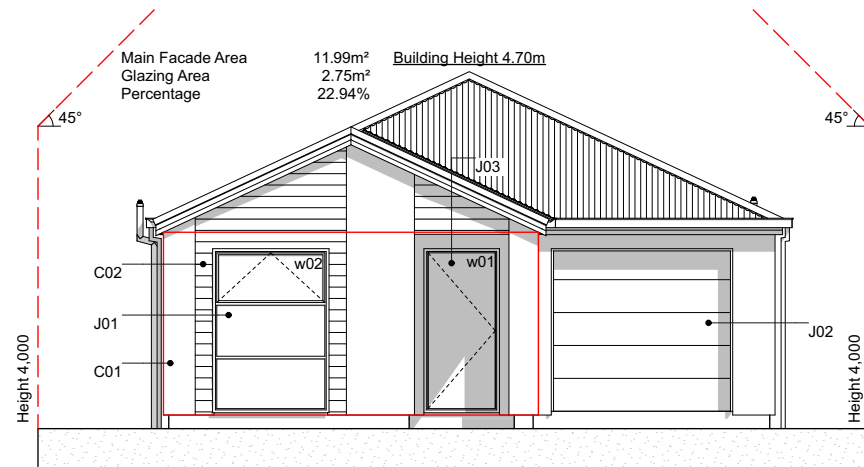 Main Facade Area 11.99m² Building Height 4.70m
Glazing Area 2.75m²
Percentage 22.94%
45°
45°
J03
C02
w02
w01
J01
J02
C01
Height 4,000
Height 4,000